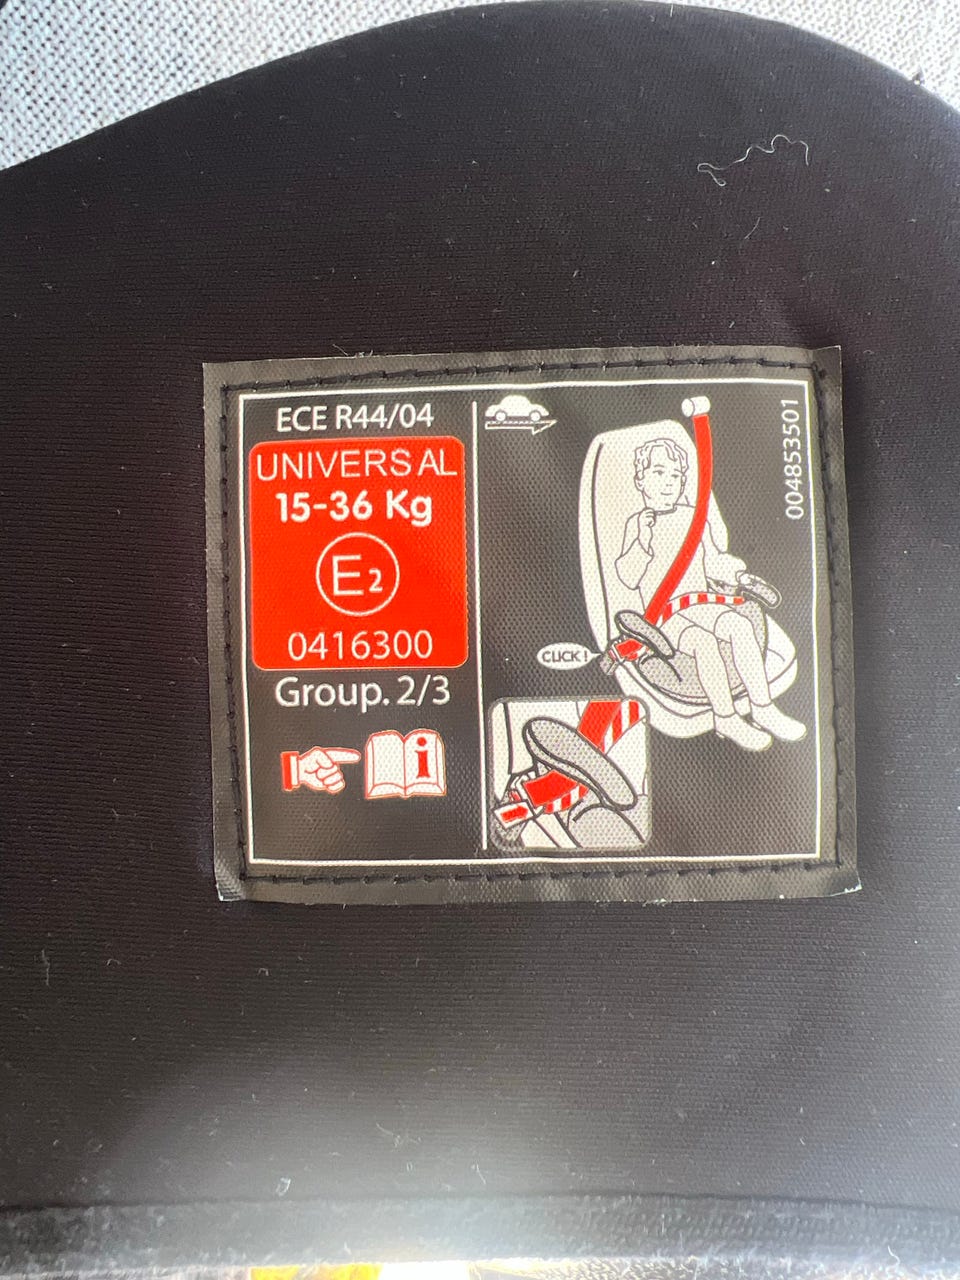 ECE R44/04
UNIVERSAL
15-36 Kg
E2
0416300
Group. 2/3
i
CLICK !
004853501